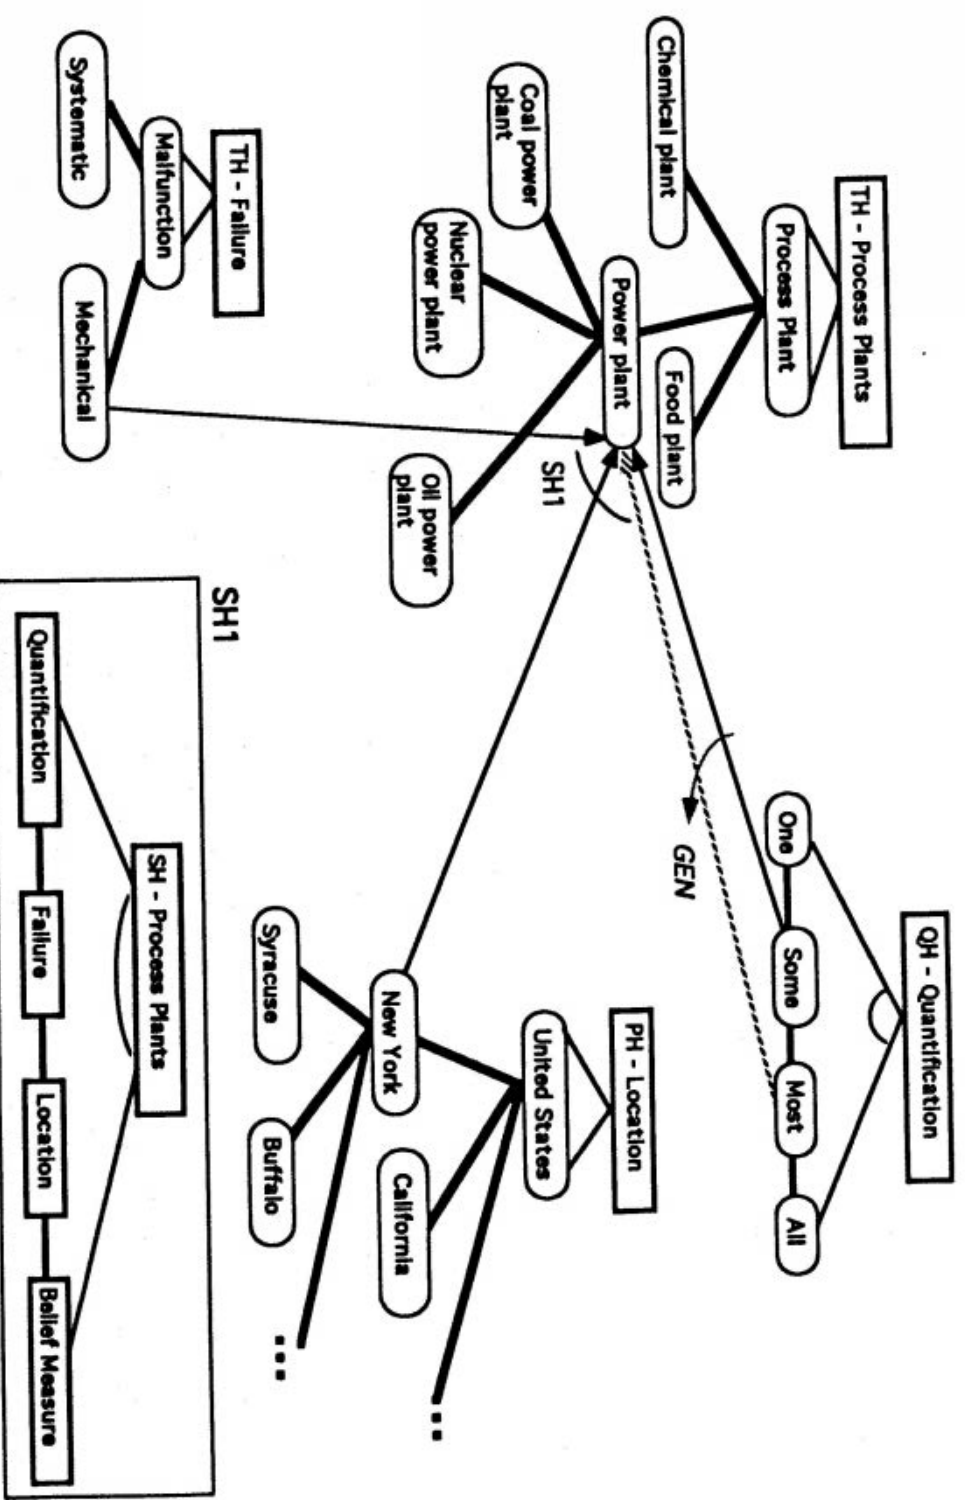 TH - Process Plants
Process Plant
Chemical plant
Power plant
Food plant
Coal power
plant
Nuclear
power plant
Oil power
plant
SH1
TH - Failure
Malfunction
Systematic
Mechanical
QH - Quantification
One
Some
Most
All
GEN
PH - Location
United States
New York
California
...
Syracuse
Buffalo
...
SH1
SH - Process Plants
Quantification
Failure
Location
Belief Measure